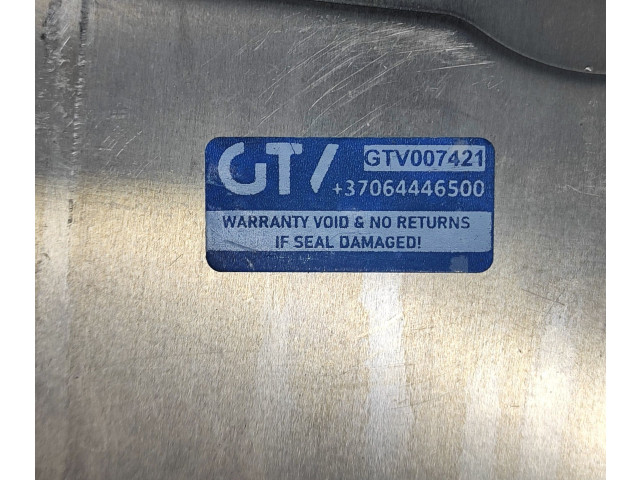 GTV GTV007421
+37064446500
WARRANTY VOID & NO RETURNS
IF SEAL DAMAGED!